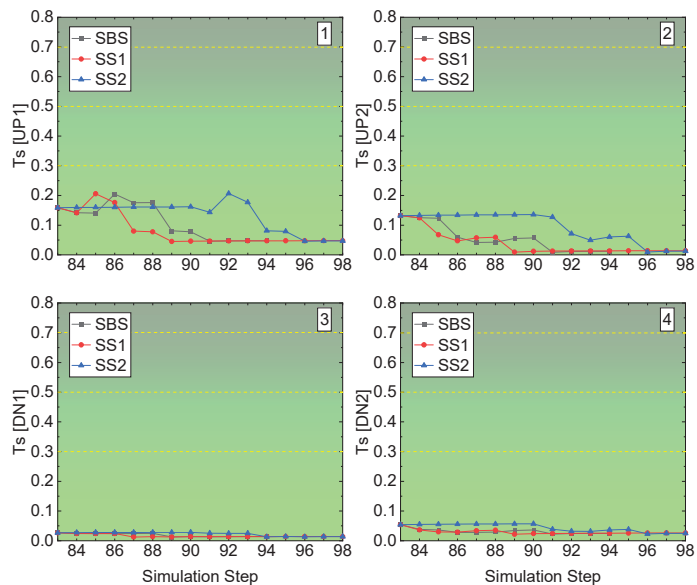 0.8
0.7
0.6
0.5
0.4
0.3
0.2
0.1
0.0
Ts [UP1]
SBS
SS1
SS2
1
84 86 88 90 92 94 96 98
0.8
0.7
0.6
0.5
0.4
0.3
0.2
0.1
0.0
Ts [UP2]
SBS
SS1
SS2
2
84 86 88 90 92 94 96 98
0.8
0.7
0.6
0.5
0.4
0.3
0.2
0.1
0.0
Ts [DN1]
SBS
SS1
SS2
3
84 86 88 90 92 94 96 98
Simulation Step
0.8
0.7
0.6
0.5
0.4
0.3
0.2
0.1
0.0
Ts [DN2]
SBS
SS1
SS2
4
84 86 88 90 92 94 96 98
Simulation Step